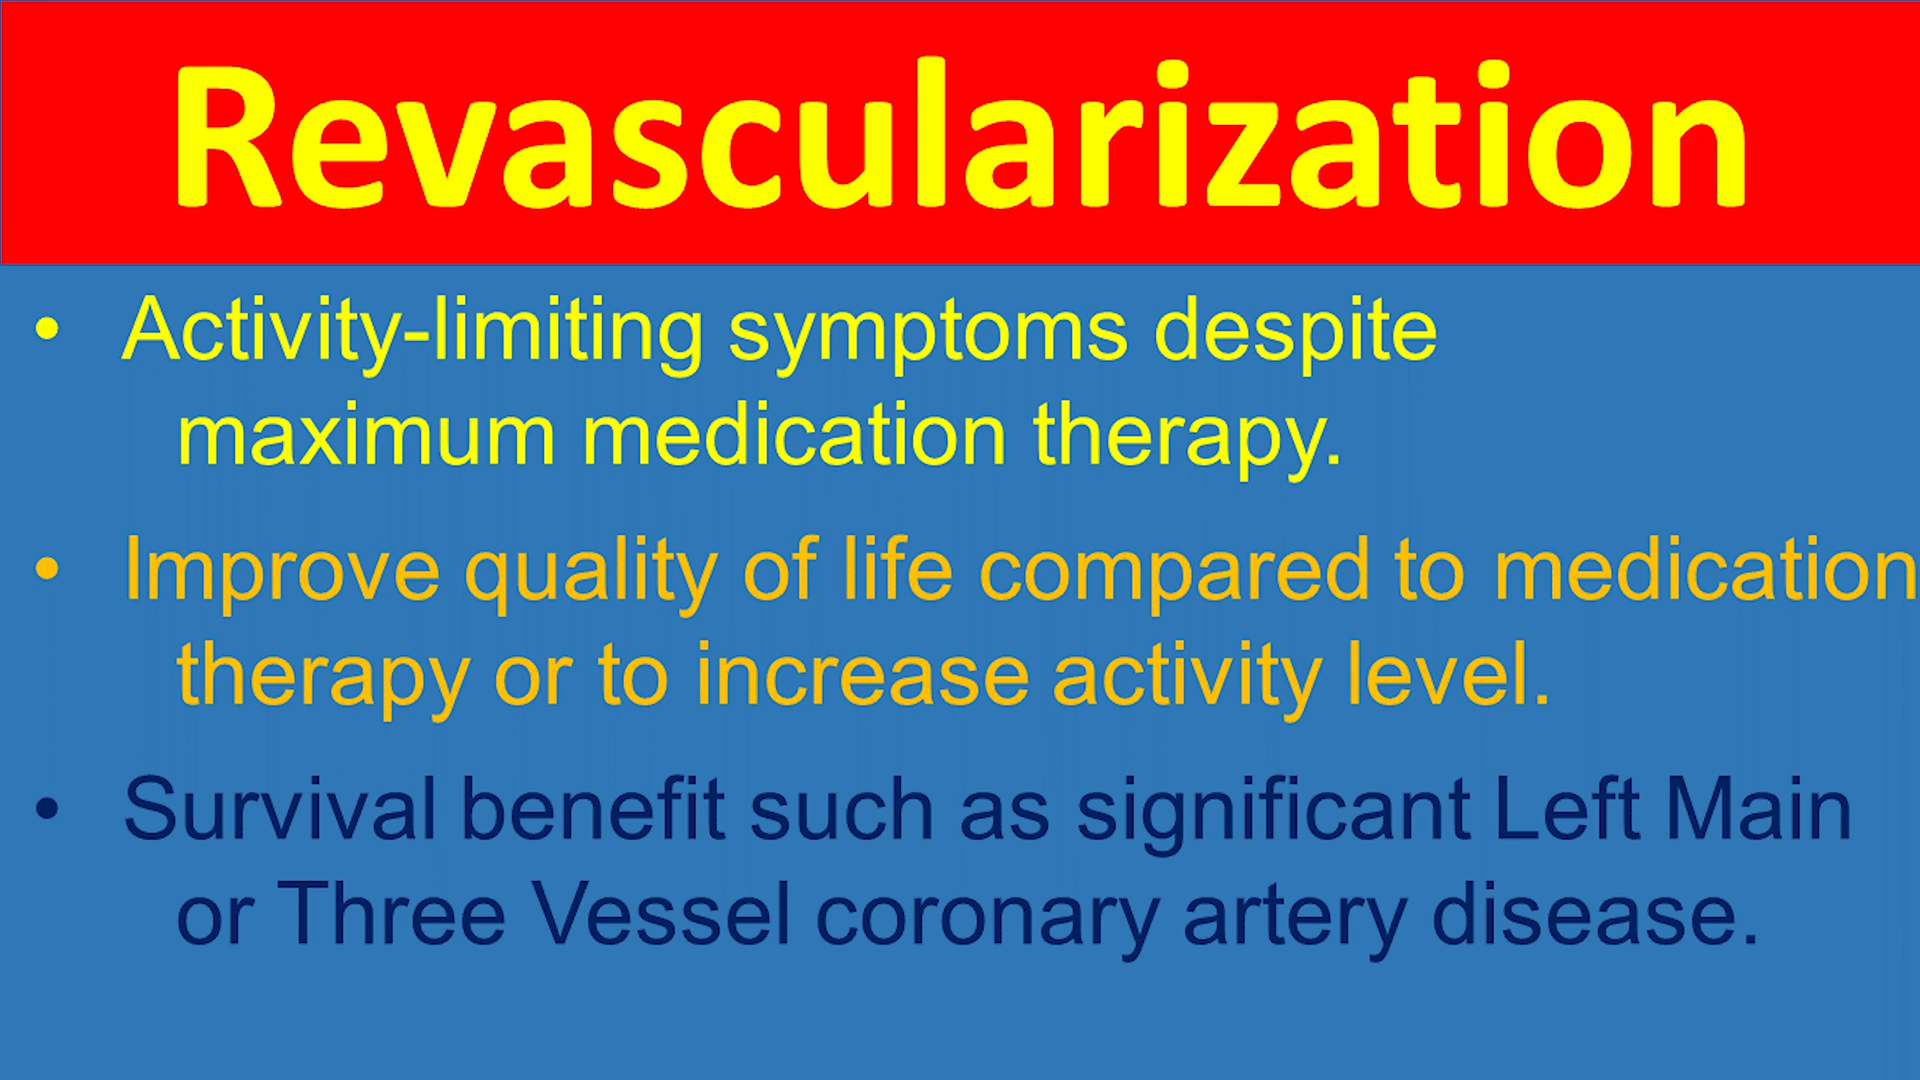 Revascularization
• Activity-limiting symptoms despite
maximum medication therapy.
• Improve quality of life compared to medication
therapy or to increase activity level.
• Survival benefit such as significant Left Main
or Three Vessel coronary artery disease.